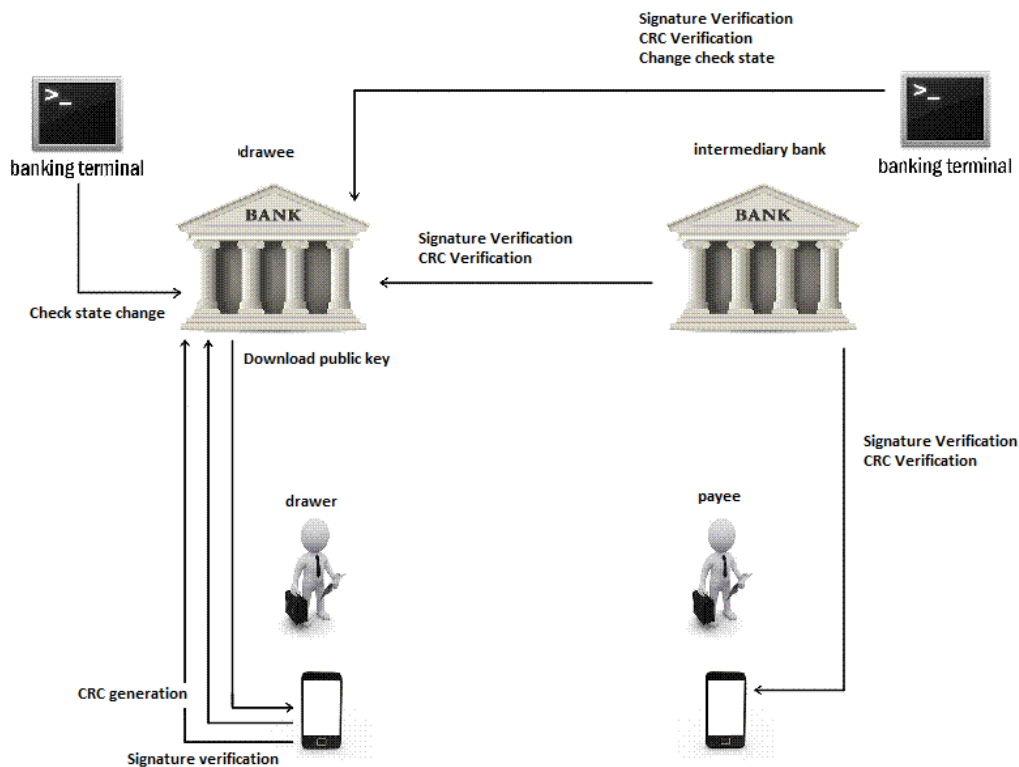 Signature Verification
CRC Verification
Change check state
>_
>_
banking terminal
drawee
intermediary bank
banking terminal
BANK
BANK
Signature Verification
CRC Verification
Check state change
Download public key
Signature Verification
CRC Verification
drawer
payee
CRC generation
Signature verification